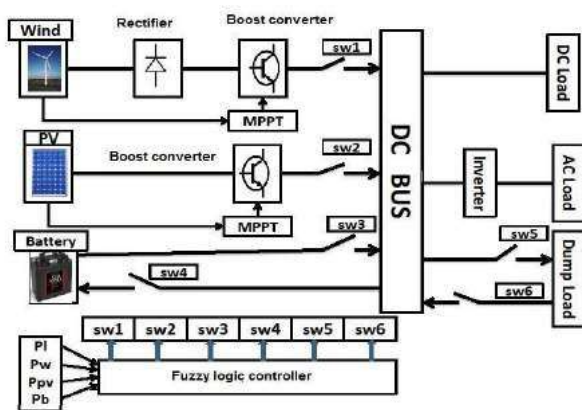 Wind
Rectifier
Boost converter
sw1
MPPT
DC BUS
DC Load
PV
Boost converter
sw2
MPPT
Inverter
AC Load
Battery
sw3
sw4
sw5
sw6
Dump Load
sw1 sw2 sw3 sw4 sw5 sw6
Pl
Pw
Ppv
Pb
Fuzzy logic controller